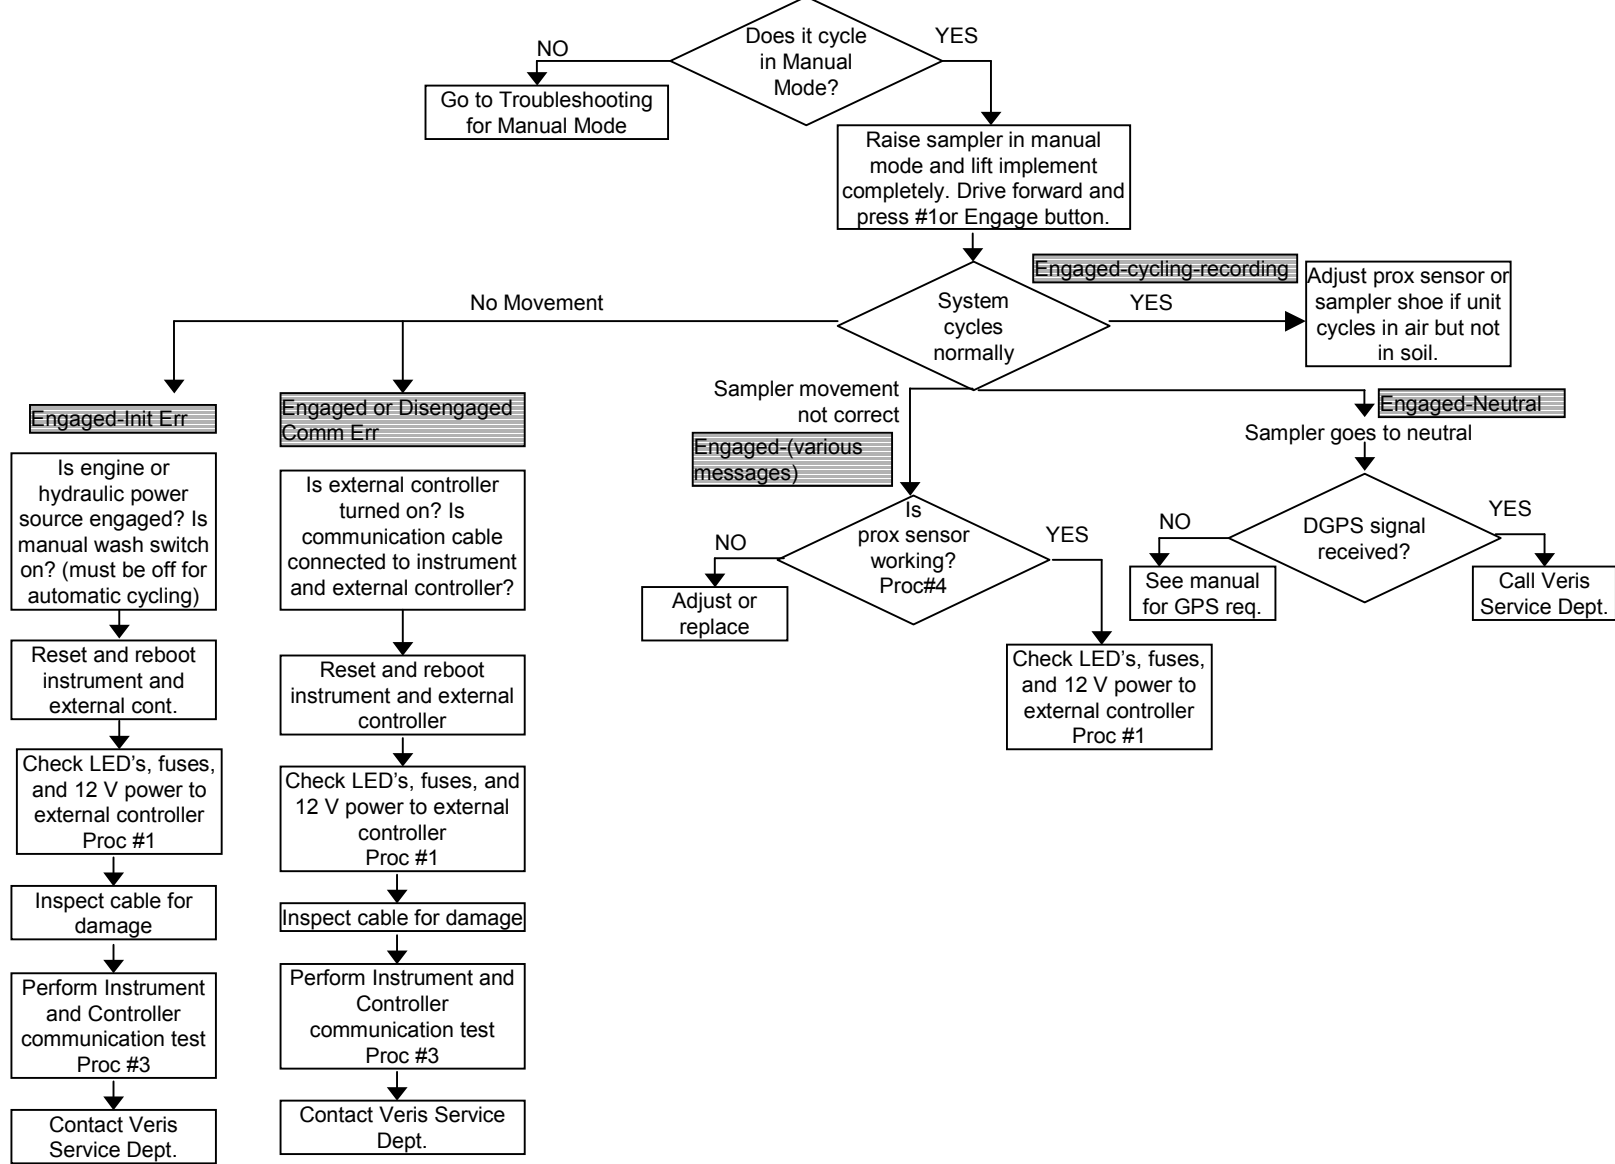 Does it cycle
in Manual
Mode?
NO
YES
Go to Troubleshooting
for Manual Mode
Raise sampler in manual
mode and lift implement
completely. Drive forward and
press #1or Engage button.
System
cycles
normally
Engaged-cycling-recording
YES
Adjust prox sensor or
sampler shoe if unit
cycles in air but not
in soil.
No Movement
Engaged-Init Err
Is engine or
hydraulic power
source engaged? Is
manual wash switch
on? (must be off for
automatic cycling)
Reset and reboot
instrument and
external cont.
Check LED's, fuses,
and 12 V power to
external controller
Proc #1
Inspect cable for
damage
Perform Instrument
and Controller
communication test
Proc #3
Contact Veris
Service Dept.
Engaged or Disengaged
Comm Err
Is external controller
turned on? Is
communication cable
connected to instrument
and external controller?
Reset and reboot
instrument and external
controller
Check LED's, fuses, and
12 V power to external
controller
Proc #1
Inspect cable for damage
Perform Instrument and
Controller
communication test
Proc #3
Contact Veris Service
Dept.
Sampler movement
not correct
Engaged-(various
messages)
Is
prox sensor
working?
Proc#4
NO
YES
Adjust or
replace
Check LED's, fuses,
and 12 V power to
external controller
Proc #1
Engaged-Neutral
Sampler goes to neutral
DGPS signal
received?
NO
YES
See manual
for GPS req.
Call Veris
Service Dept.